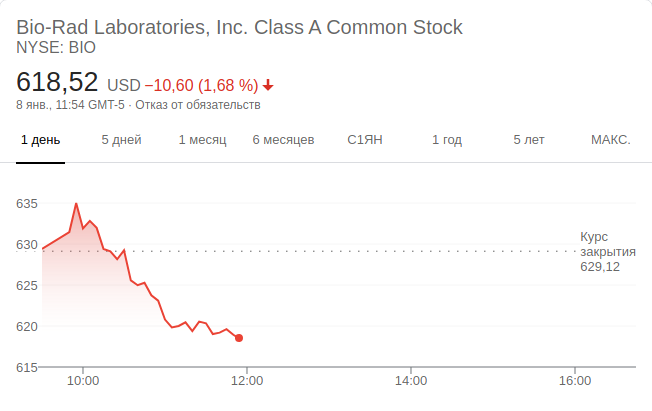 Bio-Rad Laboratories, Inc. Class A Common Stock
NYSE: BIO
618,52 USD −10,60 (1,68 %)
8 янв., 11:54 GMT-5 · Отказ от обязательств
1 день 5 дней 1 месяц 6 месяцев С1ЯН 1 год 5 лет МАКС.
635
630
625
620
615
Курс
закрытия
629,12
10:00 12:00 14:00 16:00